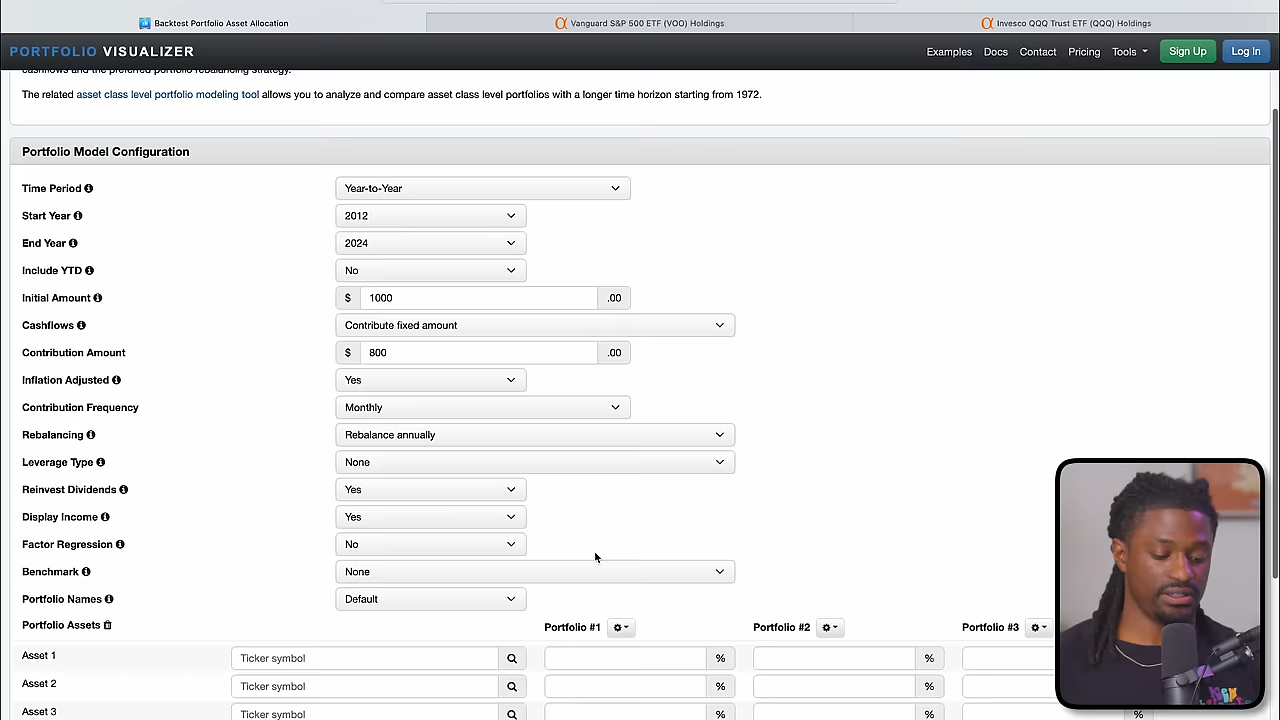 Backtest Portfolio Asset Allocation
Vanguard S&P 500 ETF (VOO) Holdings
Invesco QQQ Trust ETF (QQQ) Holdings
PORTFOLIO VISUALIZER
Examples Docs Contact Pricing Tools Sign Up Log In
cashflows and the preferred portfolio rebalancing strategy.
The related asset class level portfolio modeling tool allows you to analyze and compare asset class level portfolios with a longer time horizon starting from 1972.
Portfolio Model Configuration
Time Period Year-to-Year
Start Year 2012
End Year 2024
Include YTD No
Initial Amount $ 1000 .00
Cashflows Contribute fixed amount
Contribution Amount $ 800 .00
Inflation Adjusted Yes
Contribution Frequency Monthly
Rebalancing Rebalance annually
Leverage Type None
Reinvest Dividends Yes
Display Income Yes
Factor Regression No
Benchmark None
Portfolio Names Default
Portfolio Assets Portfolio #1 Portfolio #2 Portfolio #3
Asset 1 Ticker symbol % %
Asset 2 Ticker symbol % %
Asset 3 Ticker symbol % % %